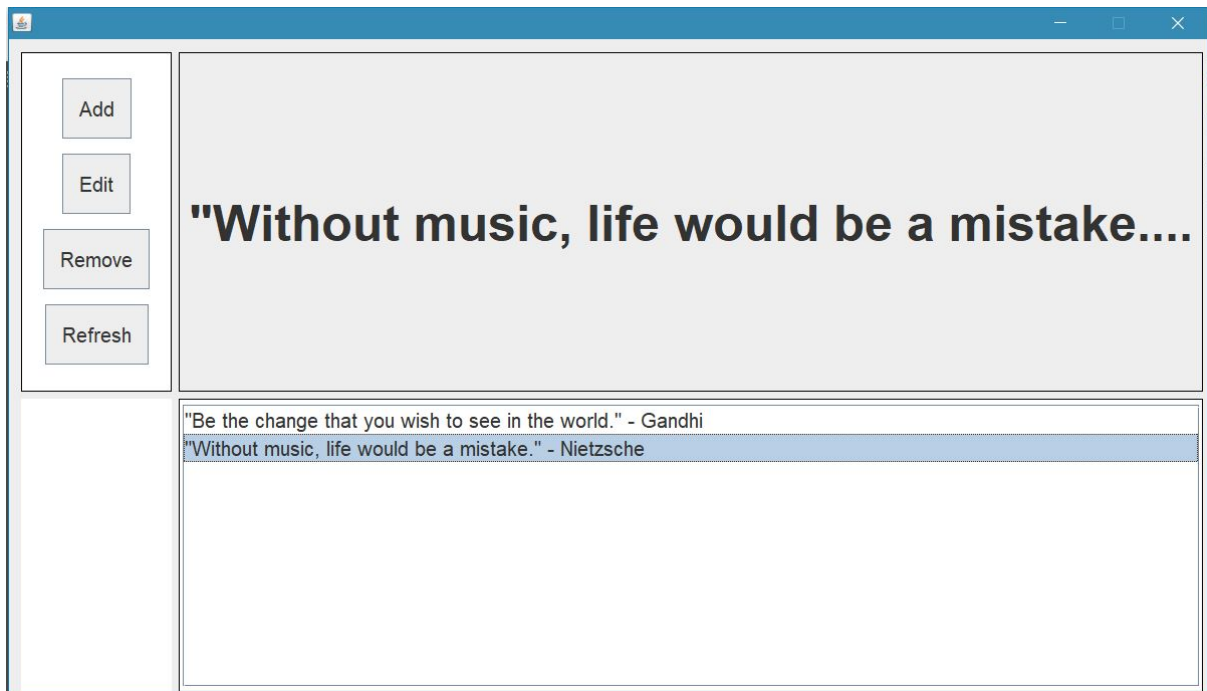 Add
Edit
Remove
Refresh
"Without music, life would be a mistake....
"Be the change that you wish to see in the world." - Gandhi
"Without music, life would be a mistake." - Nietzsche